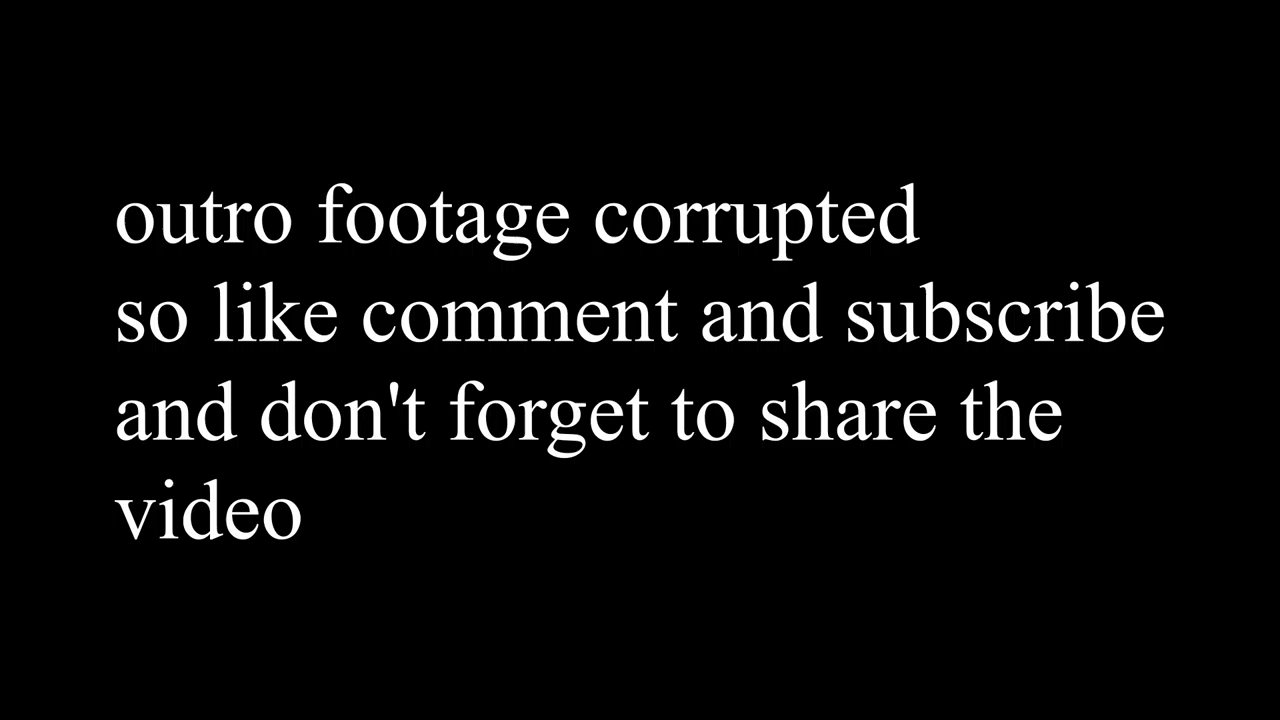 outro footage corrupted
so like comment and subscribe
and don't forget to share the
video